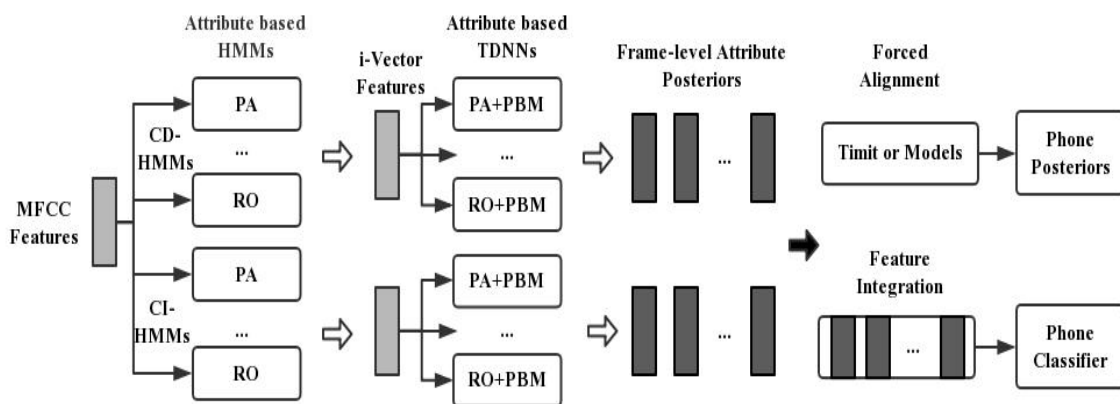 Attribute based
HMMs
i-Vector
Features
Attribute based
TDNNs
Frame-level Attribute
Posteriors
Forced
Alignment
MFCC
Features
CD-
HMMs
PA
...
RO
CI-
HMMs
PA
...
RO
PA+PBM
...
RO+PBM
PA+PBM
...
RO+PBM
...
...
Timit or Models
Phone
Posteriors
Feature
Integration
...
Phone
Classifier